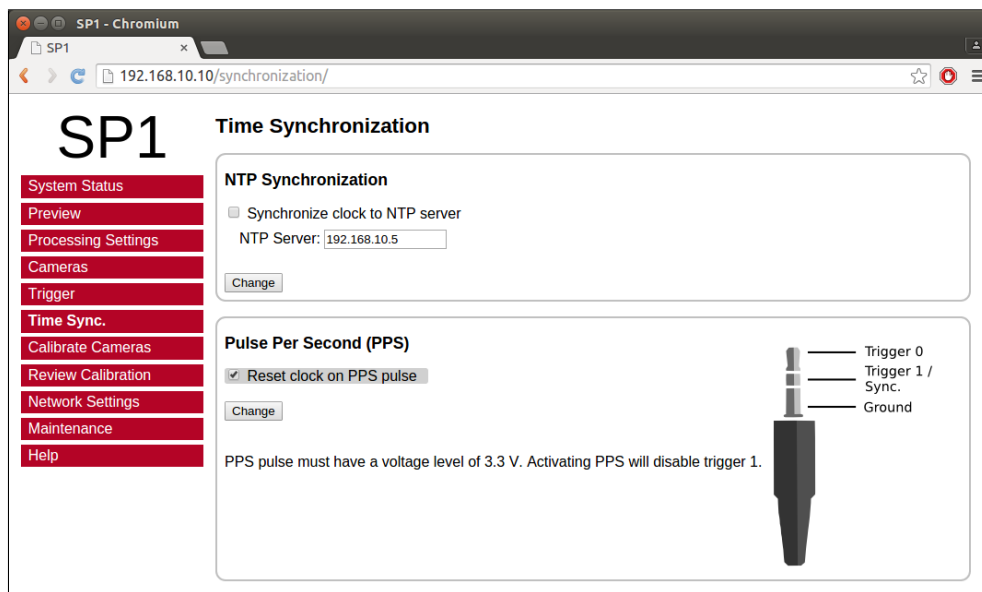 SP1 - Chromium
SP1
192.168.10.10/synchronization/
SP1
System Status
Preview
Processing Settings
Cameras
Trigger
Time Sync.
Calibrate Cameras
Review Calibration
Network Settings
Maintenance
Help
Time Synchronization
NTP Synchronization
Synchronize clock to NTP server
NTP Server: 192.168.10.5
Change
Pulse Per Second (PPS)
Reset clock on PPS pulse
Change
PPS pulse must have a voltage level of 3.3 V. Activating PPS will disable trigger 1.
Trigger 0
Trigger 1 /
Sync.
Ground